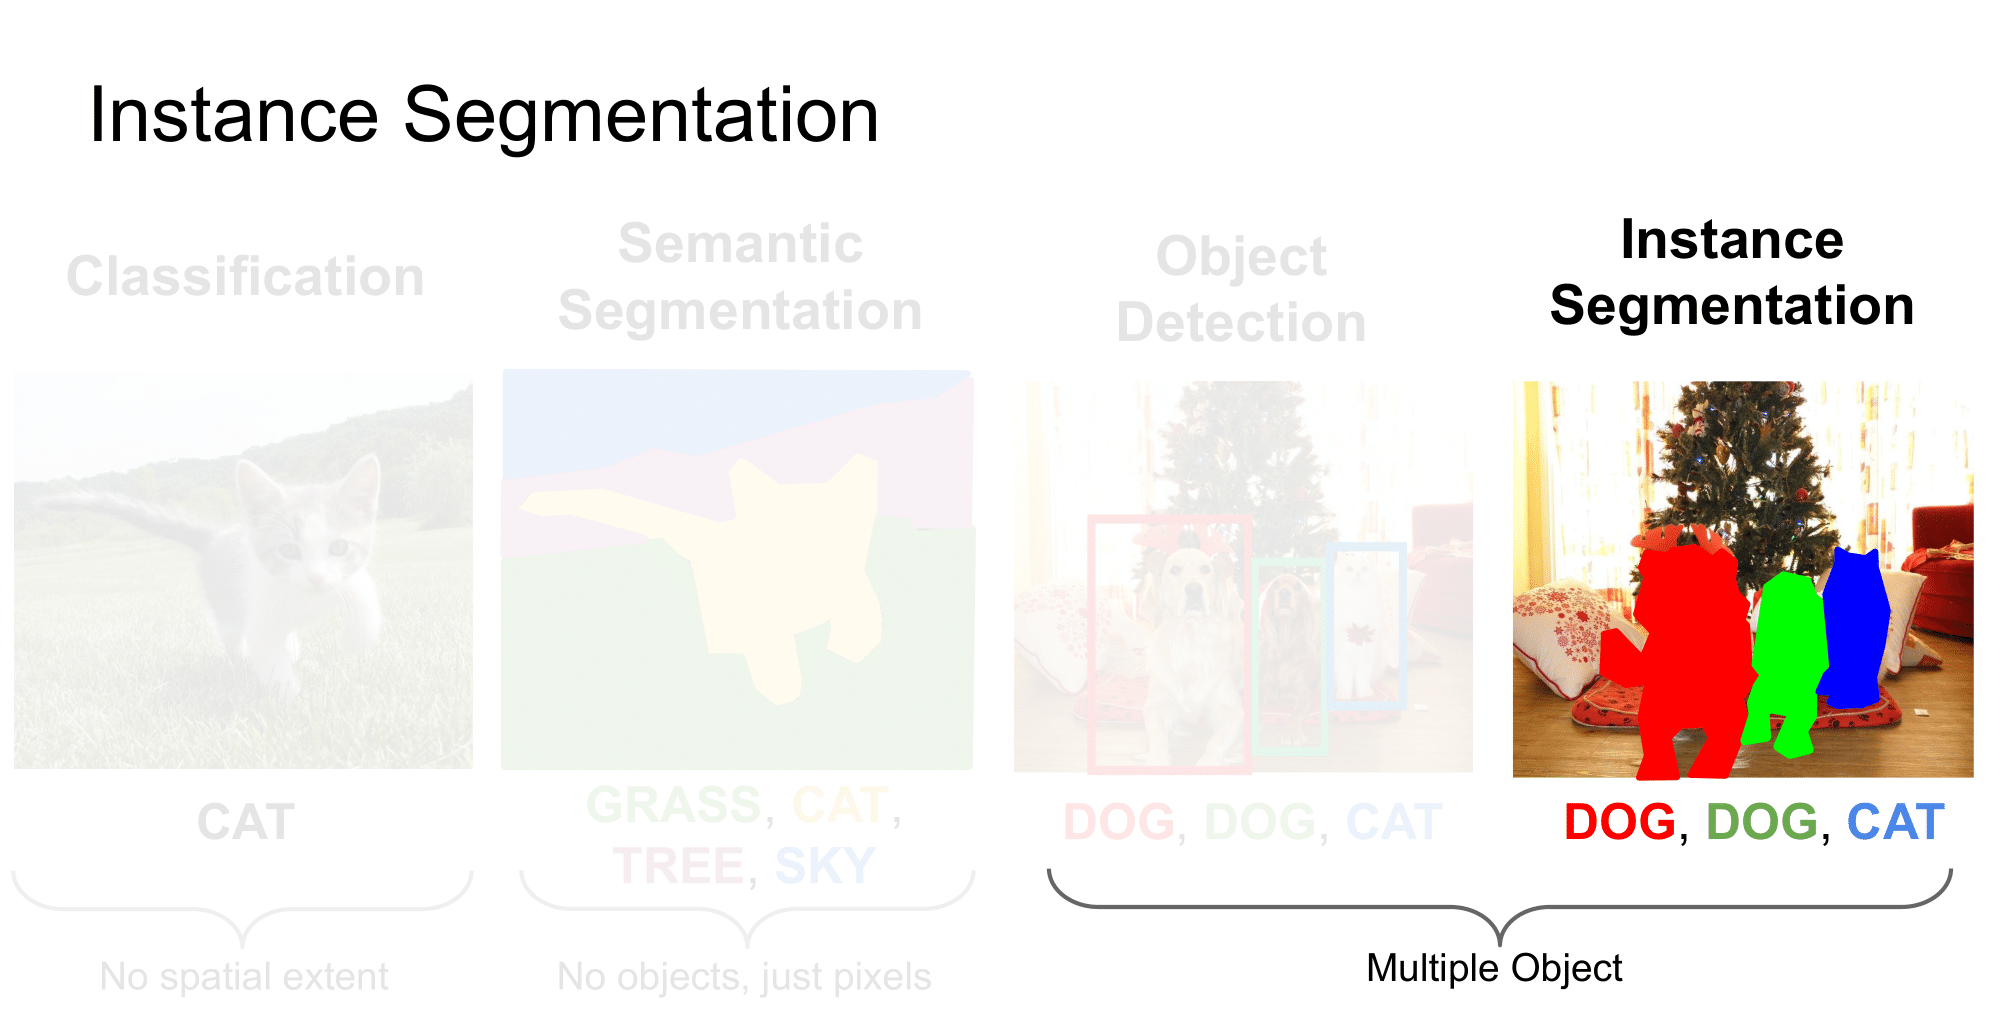 Instance Segmentation
Classification
Semantic
Segmentation
Object
Detection
Instance
Segmentation
CAT
GRASS, CAT,
TREE, SKY
DOG, DOG, CAT
DOG, DOG, CAT
No spatial extent
No objects, just pixels
Multiple Object